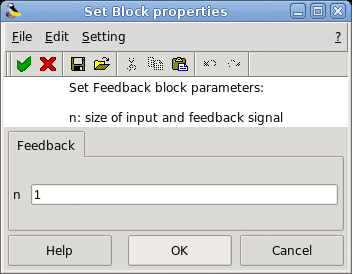 Set Block properties
File Edit Setting ?
Set Feedback block parameters:
n: size of input and feedback signal
Feedback
n 1
Help OK Cancel